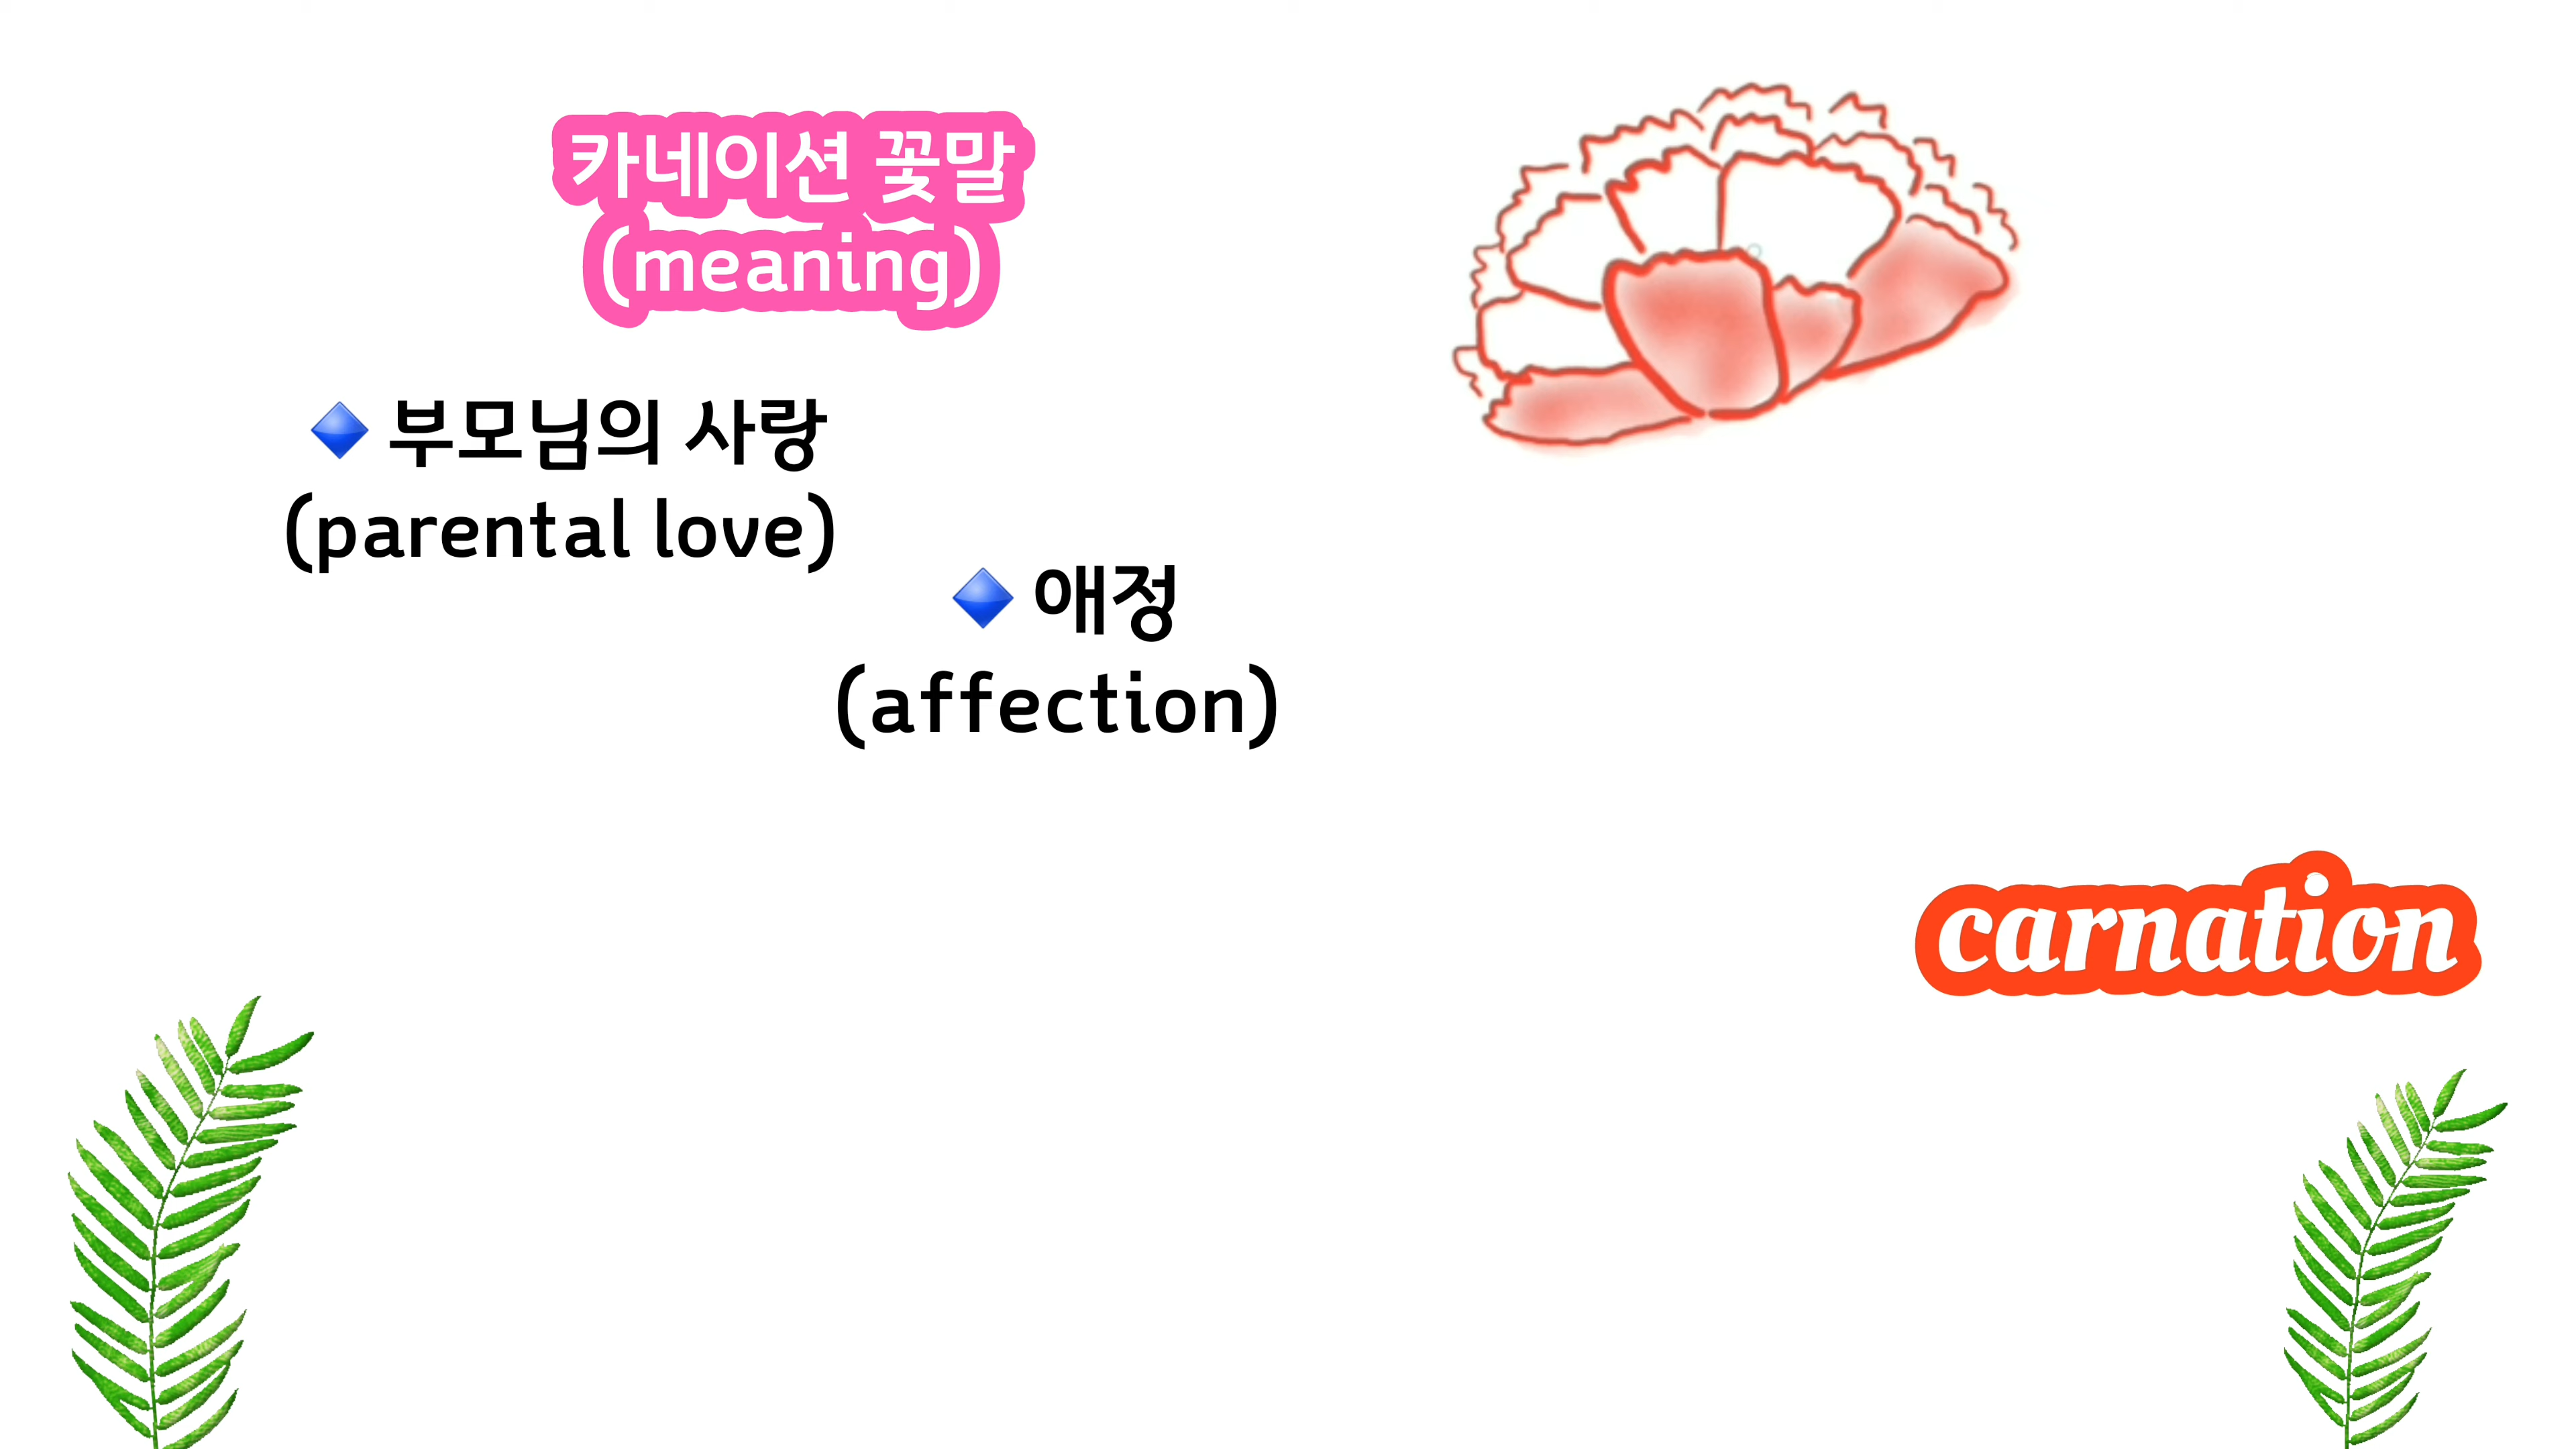 카네이션 꽃말
(meaning)
부모님의 사랑
(parental love)
애정
(affection)
carnation